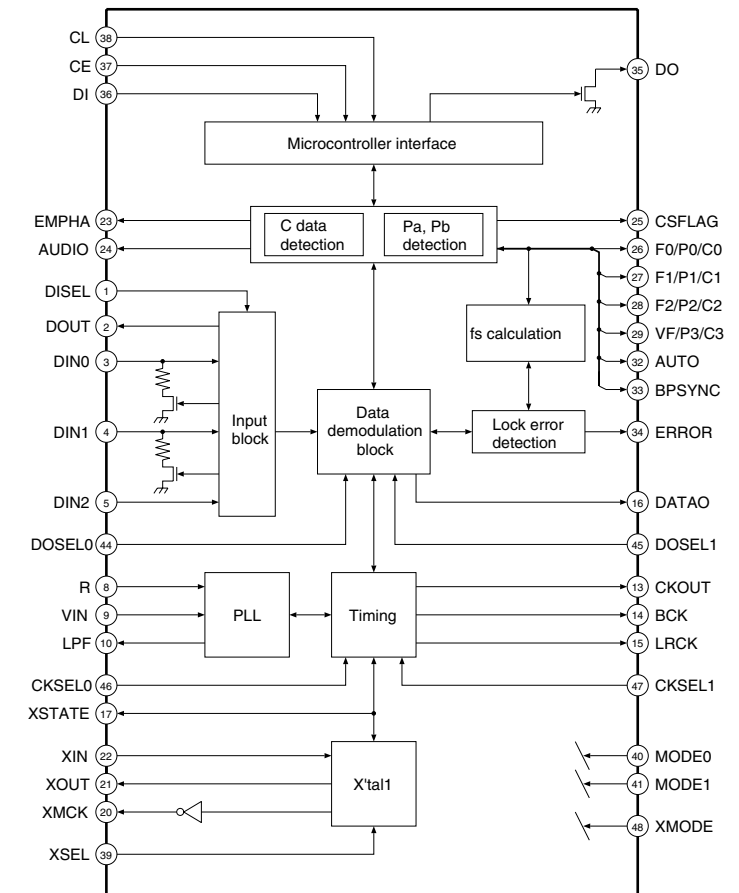 CL 38
CE 37
DI 36
35 DO
Microcontroller interface
EMPHA 23
AUDIO 24
C data
detection
Pa, Pb
detection
25 CSFLAG
26 F0/P0/C0
27 F1/P1/C1
28 F2/P2/C2
29 VF/P3/C3
32 AUTO
33 BPSYNC
DISEL 1
DOUT 2
DIN0 3
DIN1 4
DIN2 5
Input
block
fs calculation
Data
demodulation
block
Lock error
detection
34 ERROR
16 DATAO
DOSEL0 44
45 DOSEL1
R 8
VIN 9
LPF 10
PLL
Timing
13 CKOUT
14 BCK
15 LRCK
CKSEL0 46
47 CKSEL1
XSTATE 17
XIN 22
XOUT 21
XMCK 20
XSEL 39
X'tal1
40 MODE0
41 MODE1
48 XMODE